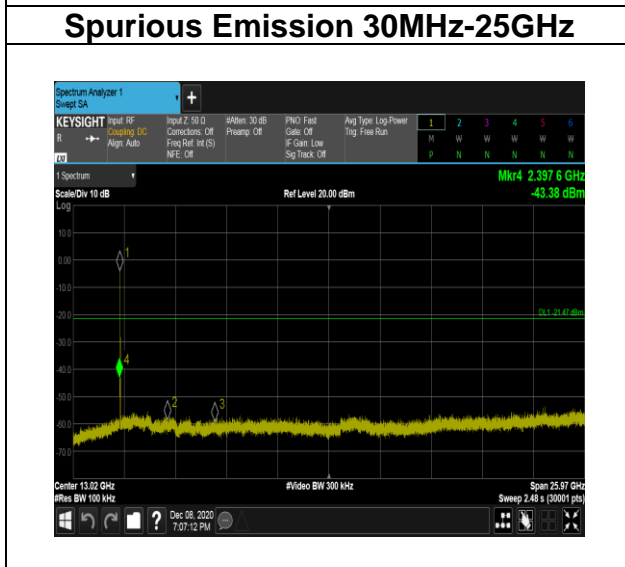 Spurious Emission 30MHz-25GHz
Spectrum Analyzer 1
Swept SA
+
KEYSIGHT Input: RF Input Z: 50 Ω #Atten: 30 dB PNO: Fast Avg Type: Log-Power 1 2 3 4 5 6
R Coupling: DC Corrections: Off Preamp: Off Gate: Off Trig: Free Run M W W W W W
Align: Auto Freq Ref: Int (S) IF Gain: Low
NFE: Off Sig Track: Off P N N N N N
1 Spectrum
Mkr4 2.397 6 GHz
Scale/Div 10 dB Ref Level 20.00 dBm -43.38 dBm
Log
10.0
0.00
1
-10.0
-20.0
DL1 -21.47 dBm
-30.0
-40.0
4
-50.0
2 3
-60.0
-70.0
Center 13.02 GHz #Video BW 300 kHz Span 25.97 GHz
#Res BW 100 kHz Sweep 2.48 s (30001 pts)
? Dec 08, 2020
7:07:12 PM